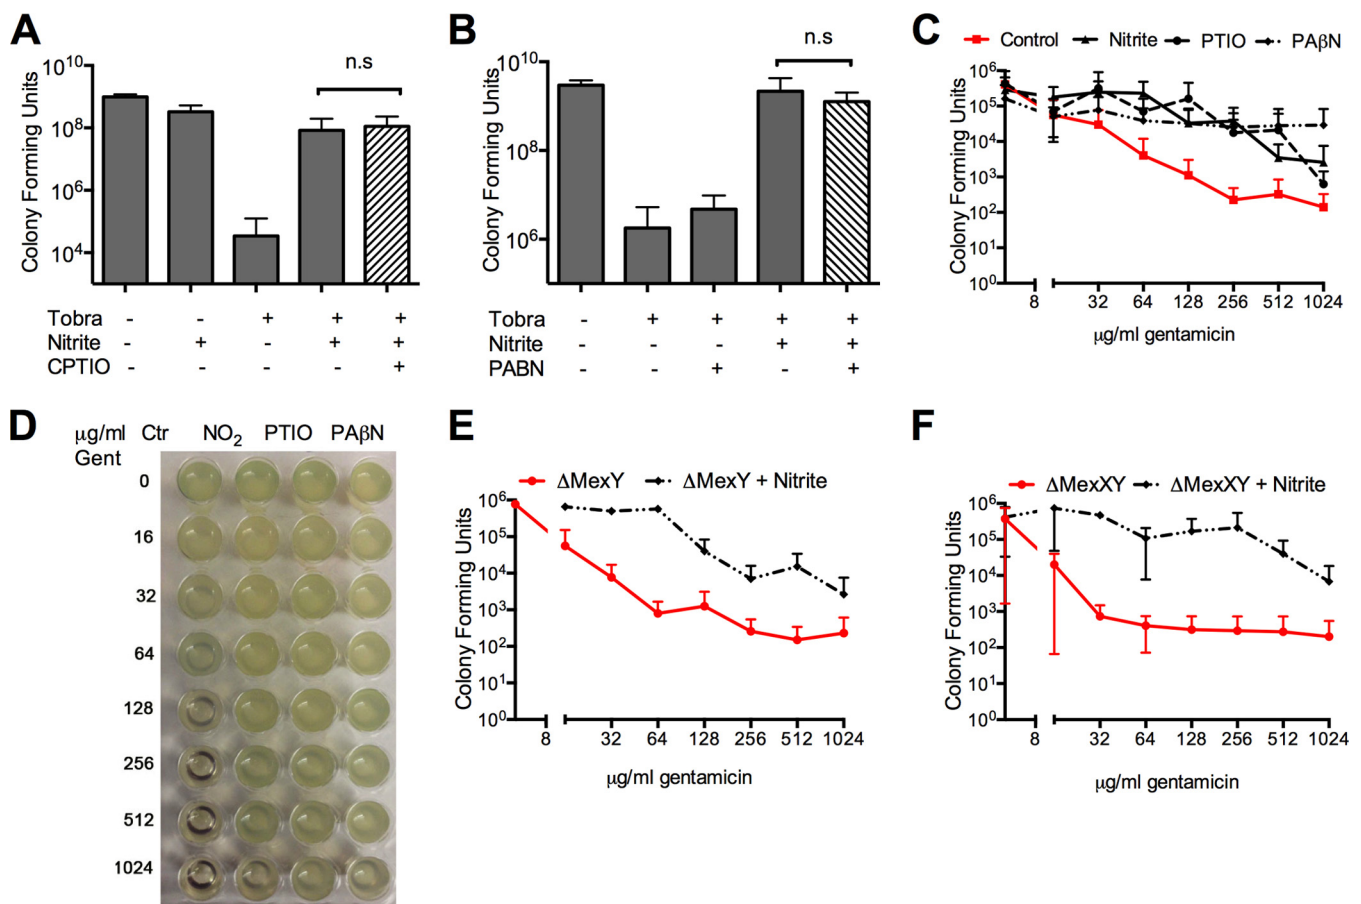 A
Colony Forming Units
10^10
10^8
10^6
10^4
n.s
Tobra - - + + +
Nitrite - + - + +
CPTIO - - - - +
B
Colony Forming Units
10^10
10^8
10^6
n.s
Tobra - + + + +
Nitrite - - - + +
PABN - - + - +
C
Control Nitrite PTIO PAβN
Colony Forming Units
10^6
10^5
10^4
10^3
10^2
10^1
10^0
8 32 64 128 256 512 1024
μg/ml gentamicin
D
μg/ml Ctr NO2 PTIO PAβN
Gent
0
16
32
64
128
256
512
1024
E
ΔMexY ΔMexY + Nitrite
Colony Forming Units
10^6
10^5
10^4
10^3
10^2
10^1
10^0
8 32 64 128 256 512 1024
μg/ml gentamicin
F
ΔMexXY ΔMexXY + Nitrite
Colony Forming Units
10^6
10^5
10^4
10^3
10^2
10^1
10^0
8 32 64 128 256 512 1024
μg/ml gentamicin